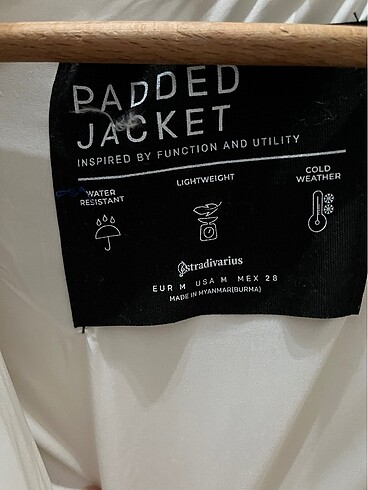 PADDED
JACKET
INSPIRED BY FUNCTION AND UTILITY
WATER
RESISTANT
LIGHTWEIGHT
COLD
WEATHER
stradivarius
EUR M USA M MEX 28
MADE IN MYANMAR(BURMA)